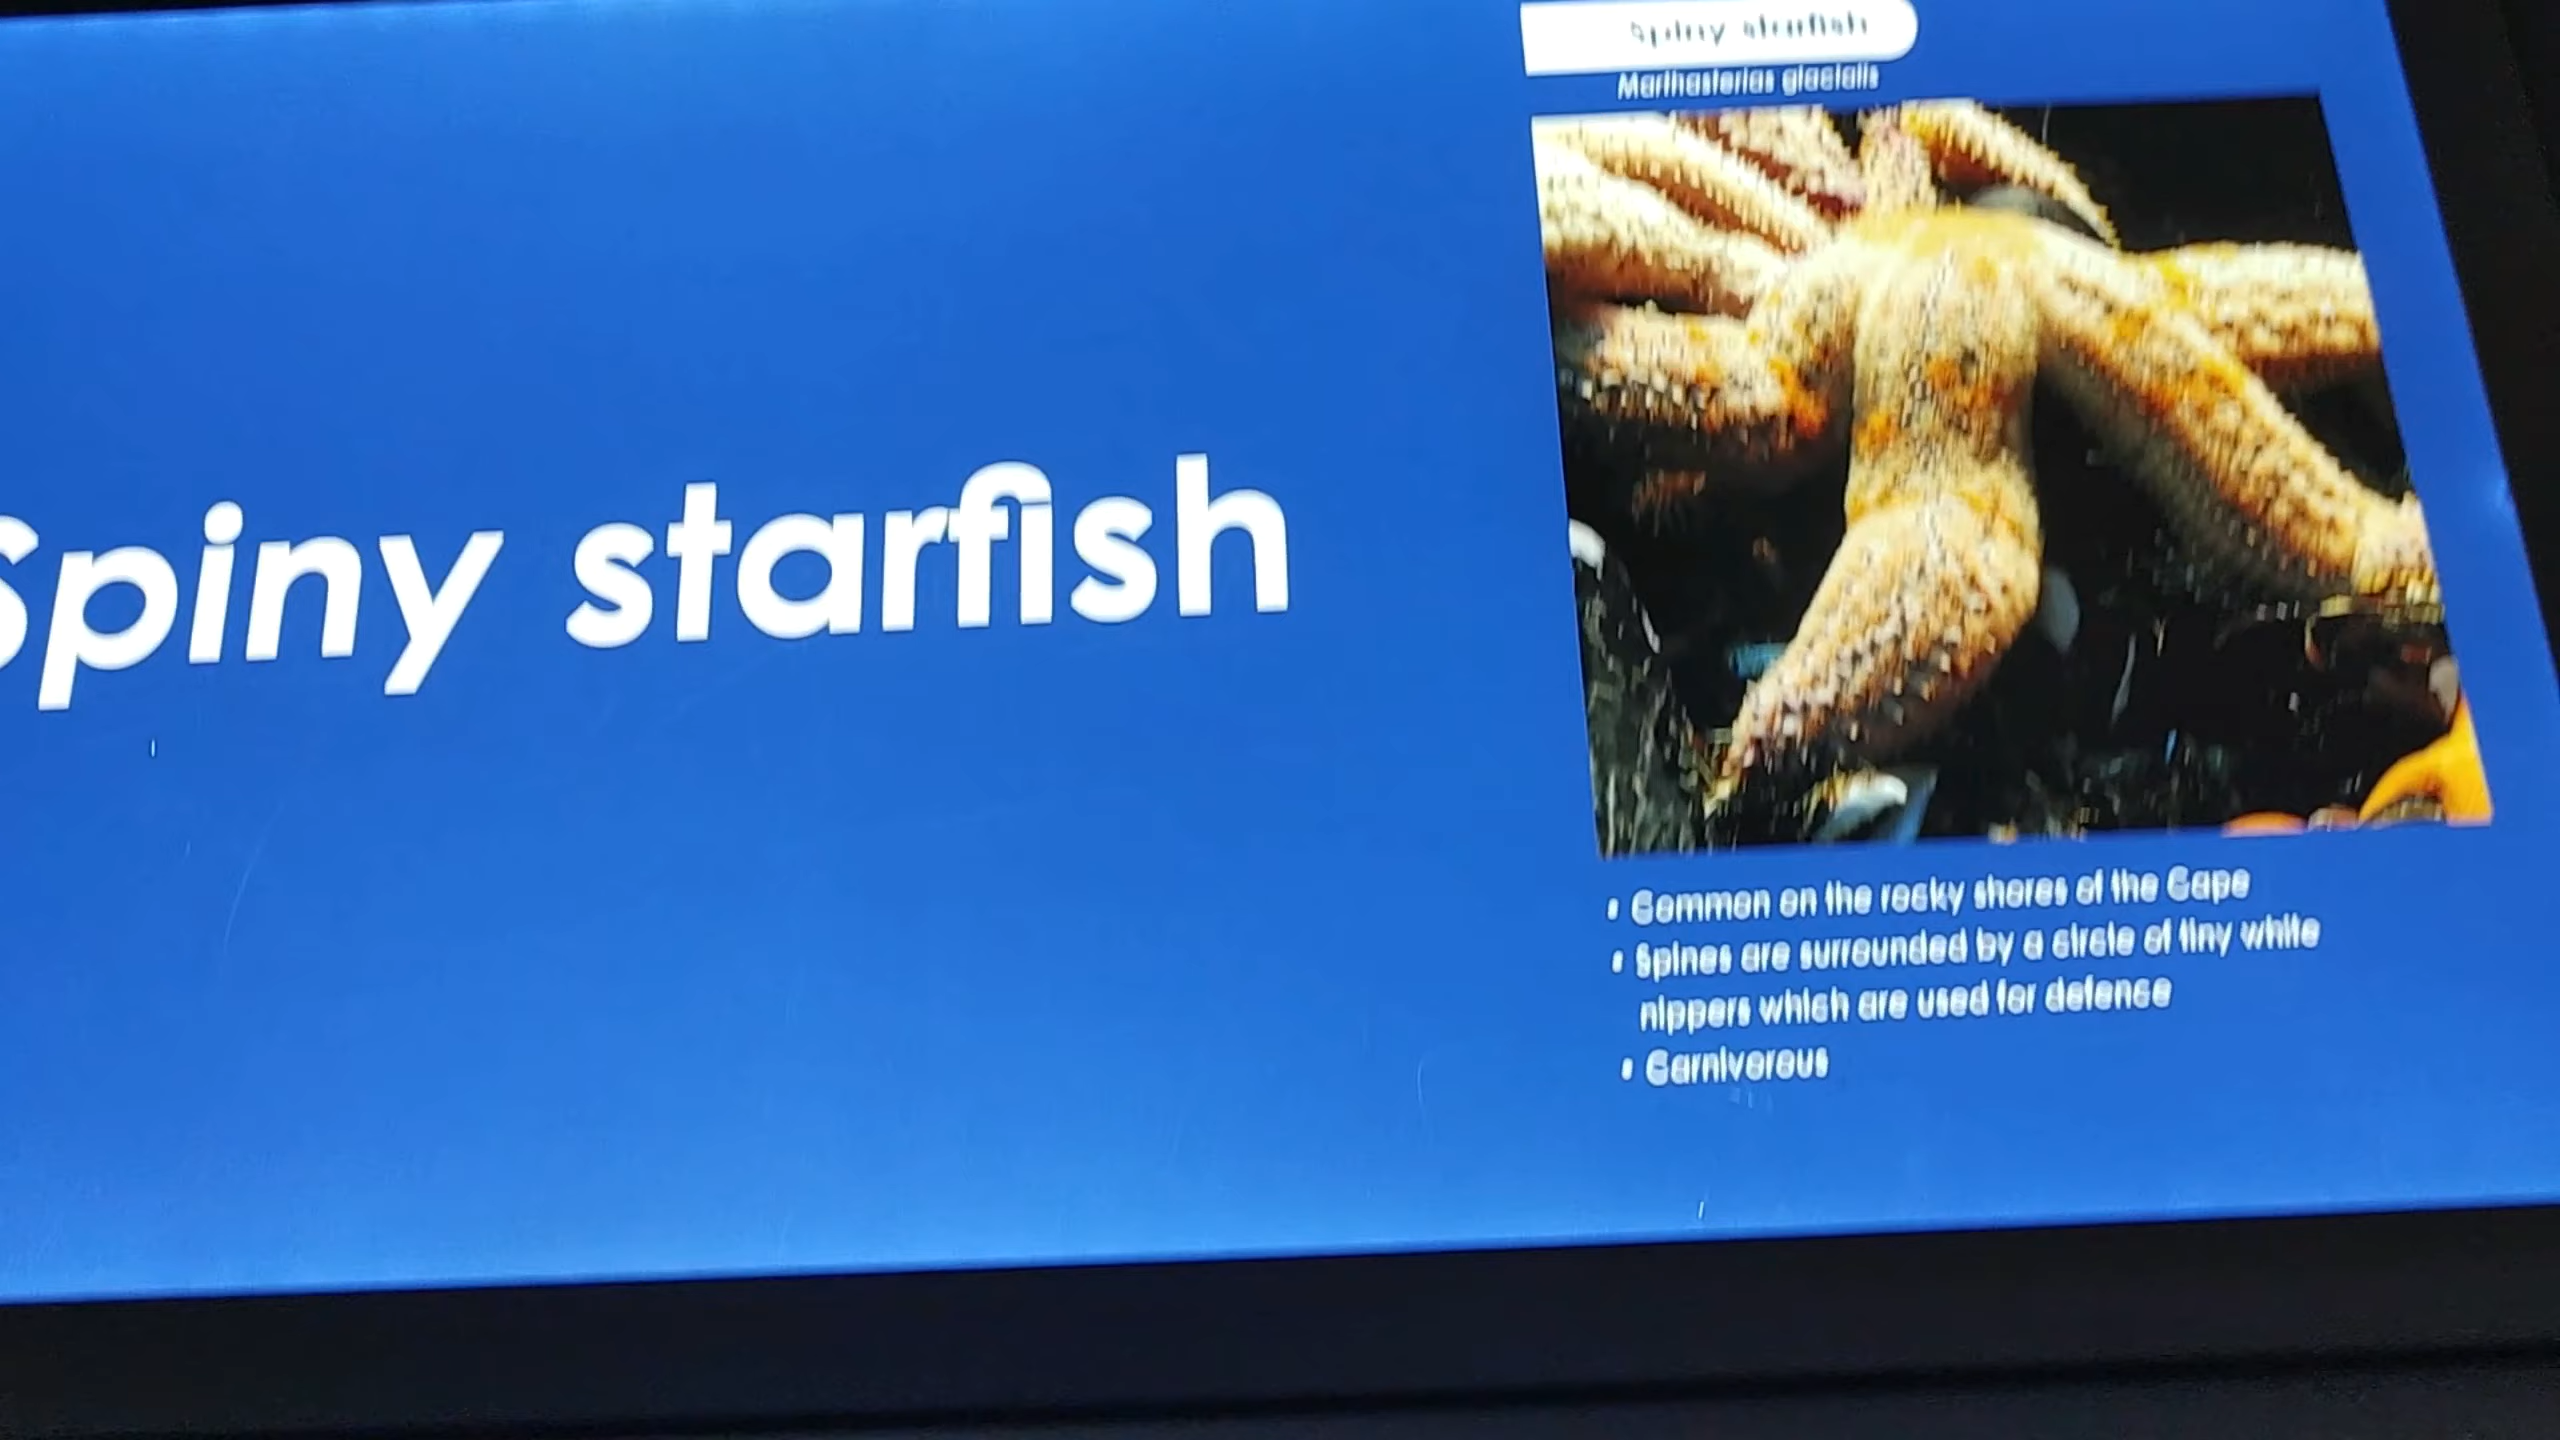 Spiny starfish
Spiny starfish
Marthasterias glacialis
• Common on the rocky shores of the Cape
• Spines are surrounded by a circle of tiny white
nippers which are used for defence
• Carnivorous